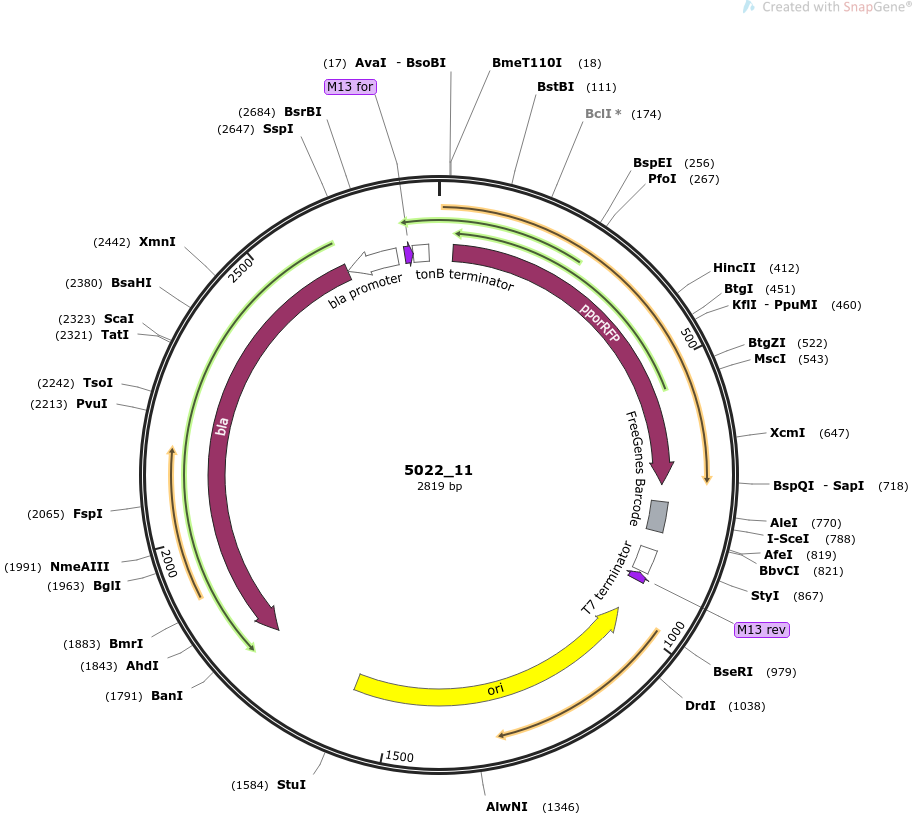 Created with SnapGene®
(17) AvaI - BsoBI
BmeT110I (18)
M13 for
BstBI (111)
(2684) BsrBI
BclI * (174)
(2647) SspI
BspEI (256)
PfoI (267)
(2442) XmnI
2500
bla promoter
tonB terminator
HincII (412)
(2380) BsaHI
BtgI (451)
KflI - PpuMI (460)
pporRFP
(2323) ScaI
500
(2321) TatI
BtgZI (522)
MscI (543)
(2242) TsoI
(2213) PvuI
bla
XcmI (647)
FreeGenes Barcode
5022_11
2819 bp
BspQI - SapI (718)
(2065) FspI
AleI (770)
I-SceI (788)
AfeI (819)
BbvCI (821)
2000
(1991) NmeAIII
(1963) BglI
T7 terminator
StyI (867)
M13 rev
1000
(1883) BmrI
(1843) AhdI
BseRI (979)
(1791) BanI
ori
DrdI (1038)
1500
(1584) StuI
AlwNI (1346)